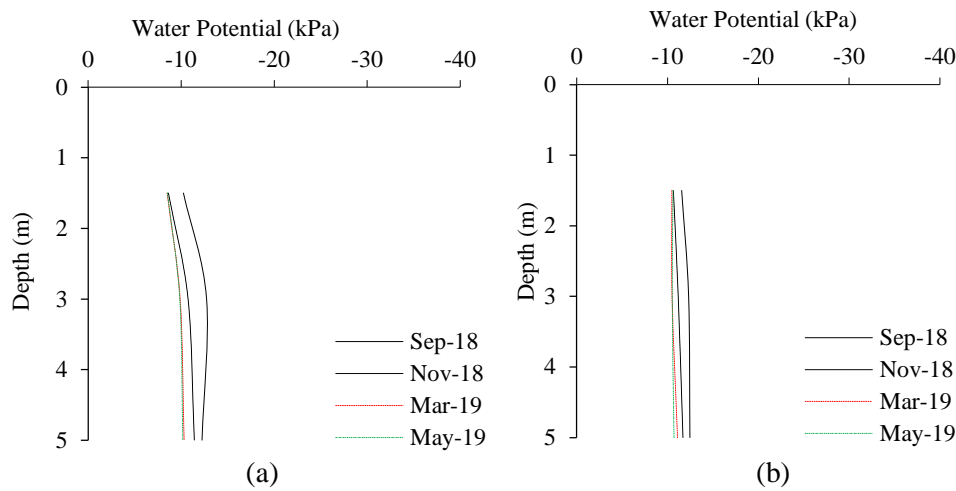 Water Potential (kPa)
0 -10 -20 -30 -40
0
1
2
3
4
5
Depth (m)
Sep-18
Nov-18
Mar-19
May-19
(a)
Water Potential (kPa)
0 -10 -20 -30 -40
0
1
2
3
4
5
Depth (m)
Sep-18
Nov-18
Mar-19
May-19
(b)